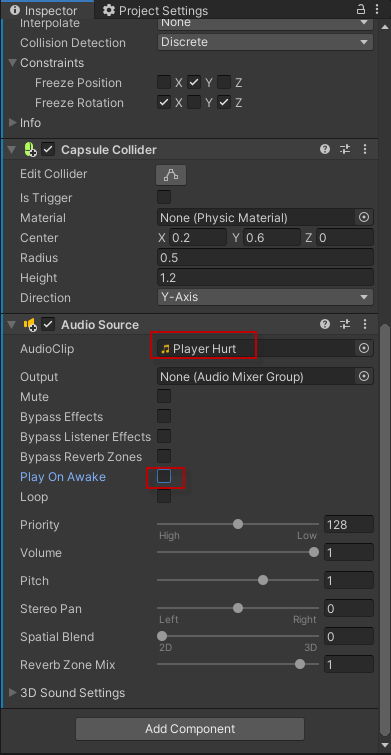 Inspector Project Settings
Interpolate None
Collision Detection Discrete
Constraints
Freeze Position X Y Z
Freeze Rotation X Y Z
Info
Capsule Collider
Edit Collider
Is Trigger
Material None (Physic Material)
Center X 0.2 Y 0.6 Z 0
Radius 0.5
Height 1.2
Direction Y-Axis
Audio Source
AudioClip Player Hurt
Output None (Audio Mixer Group)
Mute
Bypass Effects
Bypass Listener Effects
Bypass Reverb Zones
Play On Awake
Loop
Priority 128
High Low
Volume 1
Pitch 1
Stereo Pan 0
Left Right
Spatial Blend 0
2D 3D
Reverb Zone Mix 1
3D Sound Settings
Add Component